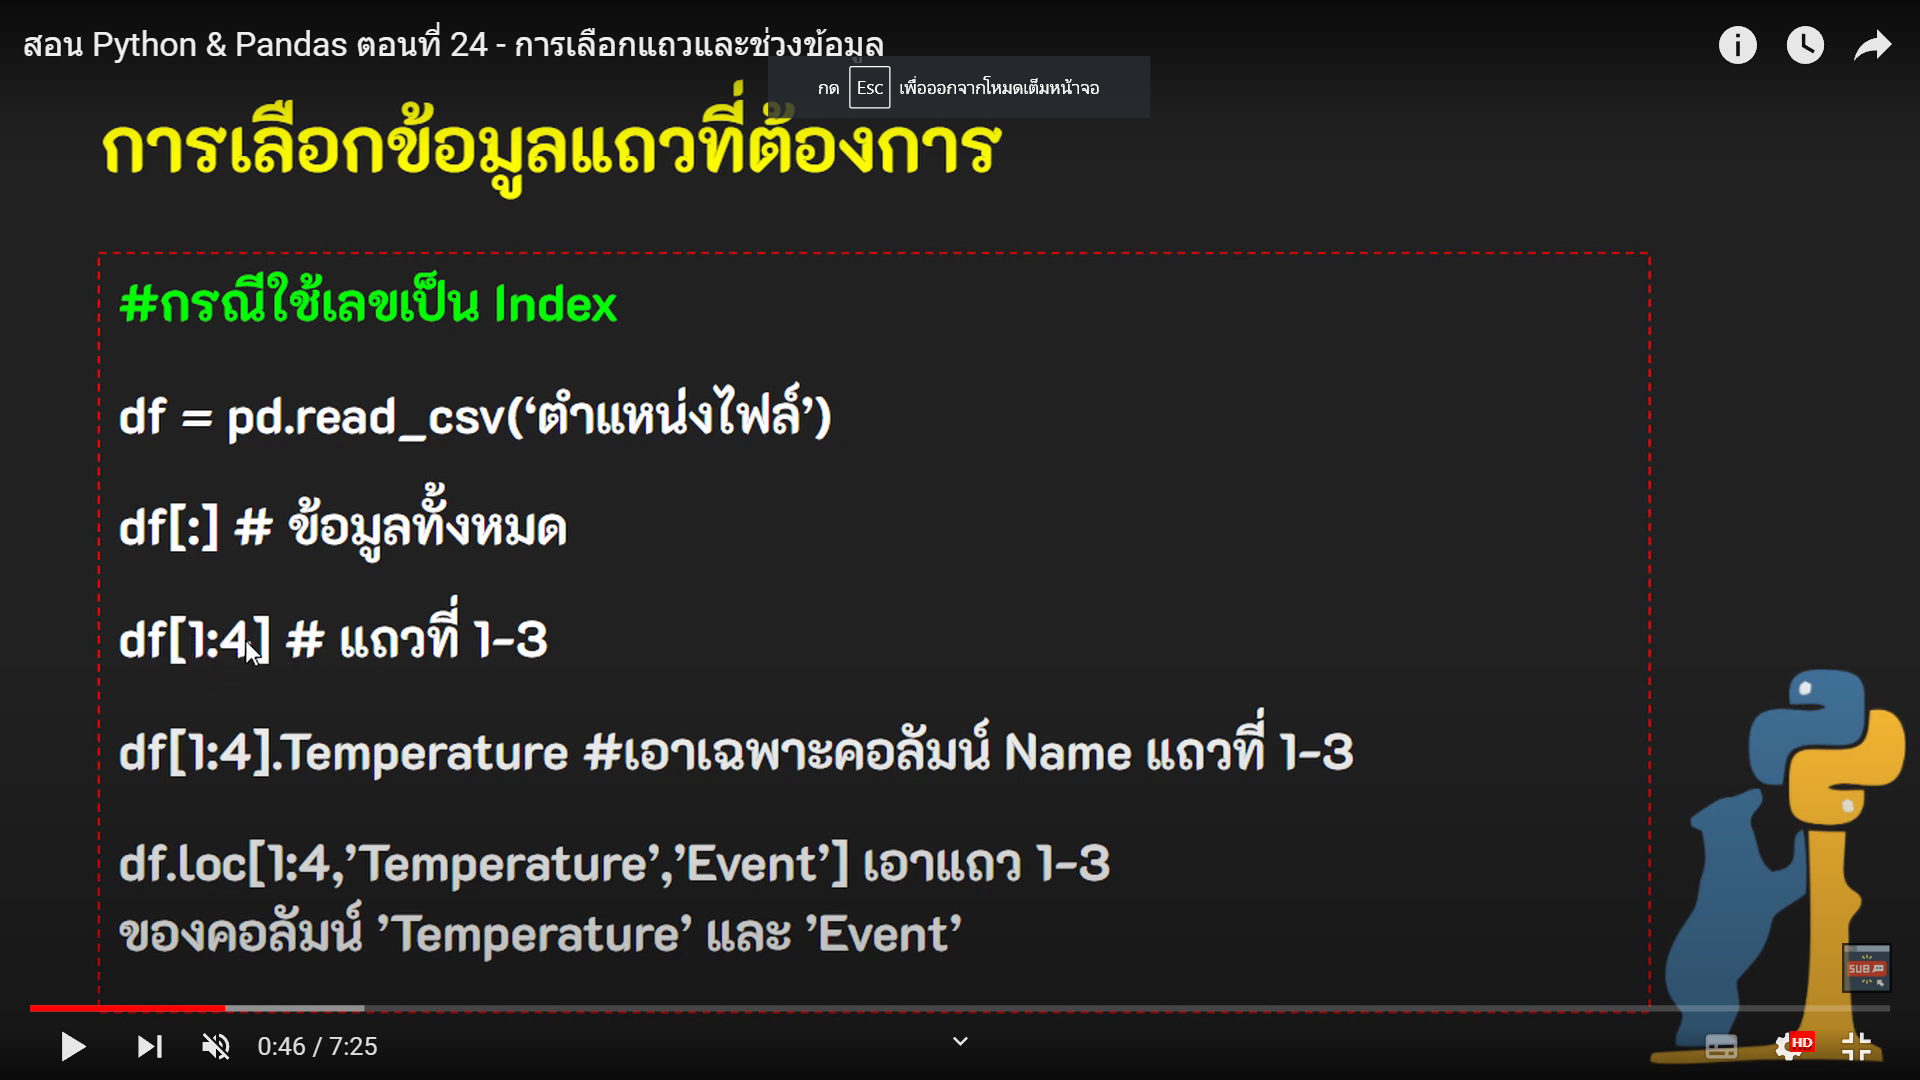 สอน Python & Pandas ตอนที่ 24 - การเลือกแถวและช่วงข้อมูล
กด Esc เพื่อออกจากโหมดเต็มหน้าจอ
การเลือกข้อมูลแถวที่ต้องการ
#กรณีใช้เลขเป็น Index
df = pd.read_csv(‘ตำแหน่งไฟล์’)
df[:] # ข้อมูลทั้งหมด
df[1:4] # แถวที่ 1-3
df[1:4].Temperature #เอาเฉพาะคอลัมน์ Name แถวที่ 1-3
df.loc[1:4,’Temperature’,’Event’] เอาแถว 1-3
ของคอลัมน์ ’Temperature’ และ ’Event’
SUB
0:46 / 7:25
HD